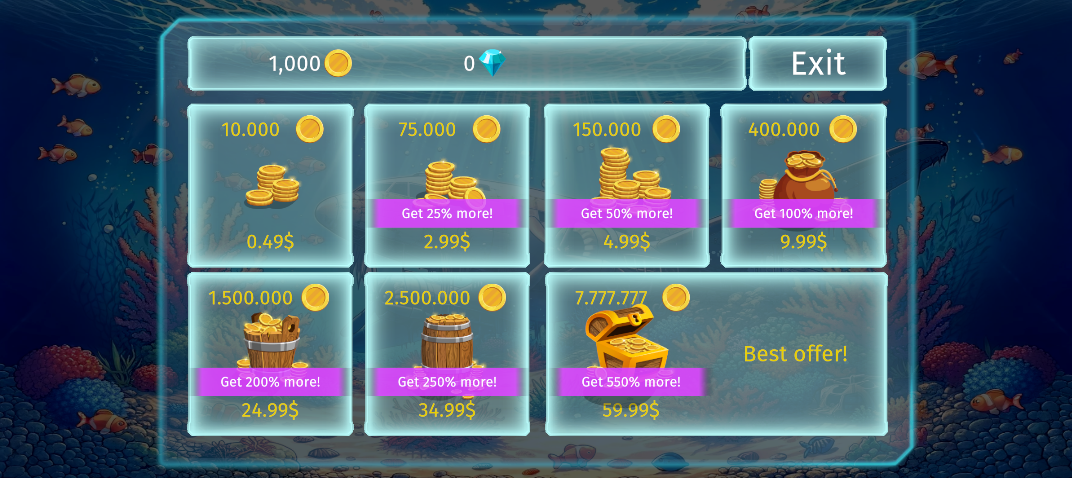 1,000
0
Exit
10.000
75.000
150.000
400.000
Get 25% more!
Get 50% more!
Get 100% more!
0.49$
2.99$
4.99$
9.99$
1.500.000
2.500.000
7.777.777
Best offer!
Get 200% more!
Get 250% more!
Get 550% more!
24.99$
34.99$
59.99$